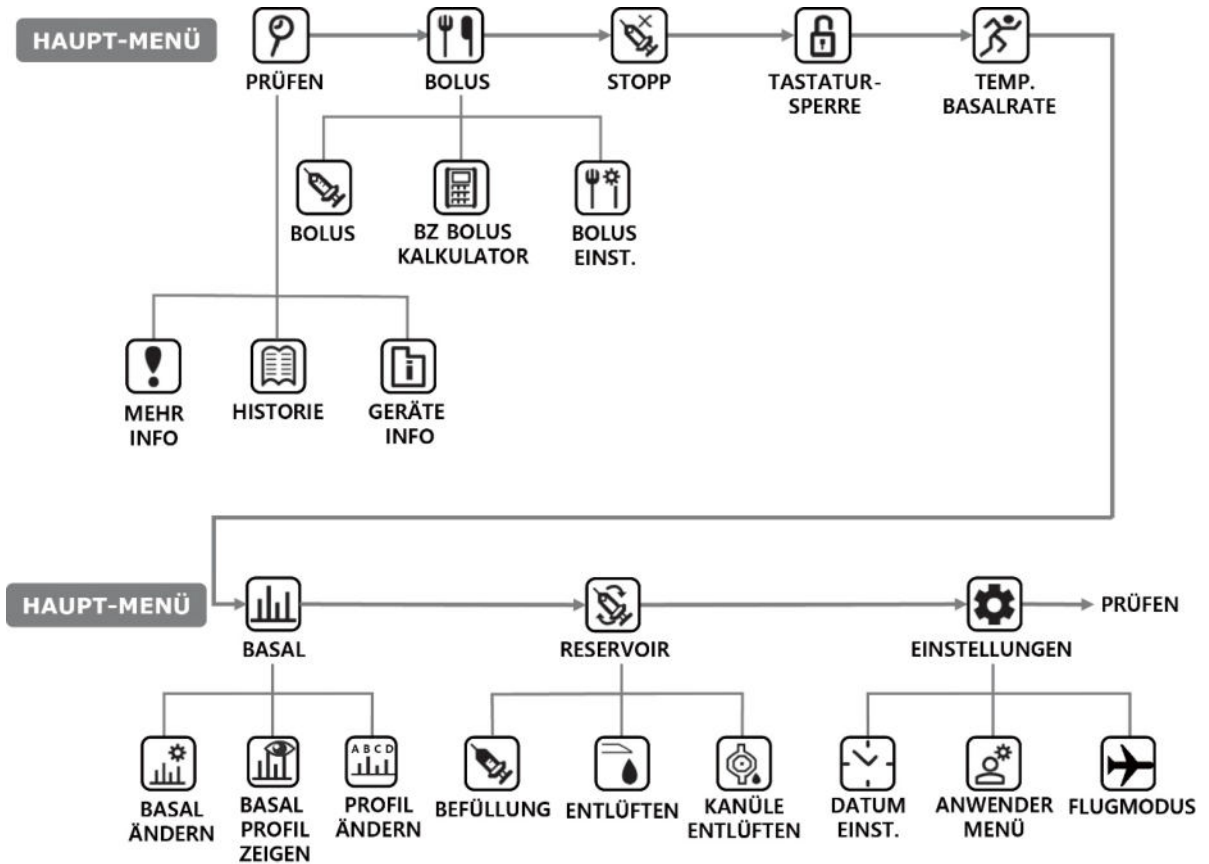 HAUPT-MENÜ
PRÜFEN
BOLUS
STOPP
TASTATUR-
SPERRE
TEMP.
BASALRATE
BOLUS
BZ BOLUS
KALKULATOR
BOLUS
EINST.
MEHR
INFO
HISTORIE
GERÄTE
INFO
HAUPT-MENÜ
BASAL
RESERVOIR
EINSTELLUNGEN
PRÜFEN
BASAL
ÄNDERN
BASAL
PROFIL
ZEIGEN
A B C D
PROFIL
ÄNDERN
BEFÜLLUNG
ENTLÜFTEN
KANÜLE
ENTLÜFTEN
DATUM
EINST.
ANWENDER
MENÜ
FLUGMODUS